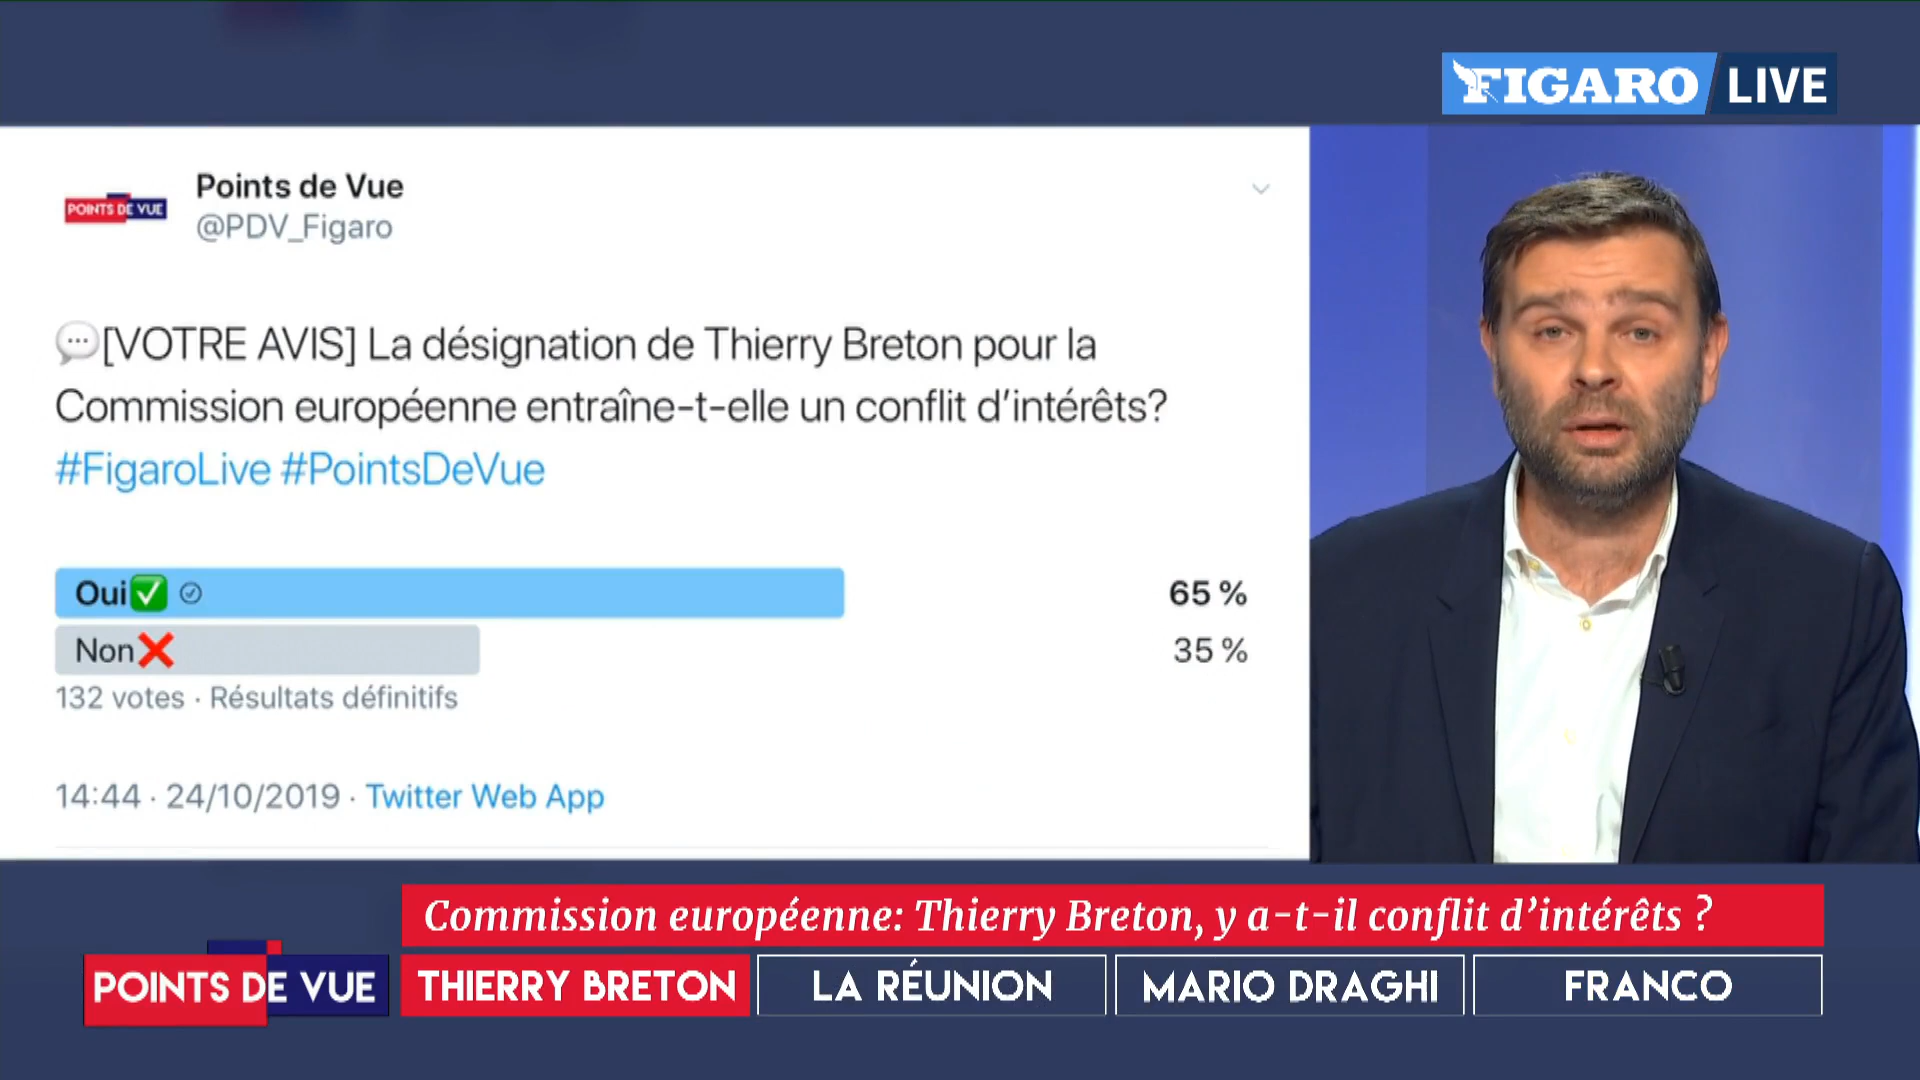 FIGARO LIVE
POINTS DE VUE
Points de Vue
@PDV_Figaro
💬[VOTRE AVIS] La désignation de Thierry Breton pour la
Commission européenne entraîne-t-elle un conflit d’intérêts?
#FigaroLive #PointsDeVue
Oui✅ 65 %
Non❌ 35 %
132 votes · Résultats définitifs
14:44 · 24/10/2019 · Twitter Web App
Commission européenne: Thierry Breton, y a-t-il conflit d’intérêts ?
POINTS DE VUE THIERRY BRETON LA RÉUNION MARIO DRAGHI FRANCO